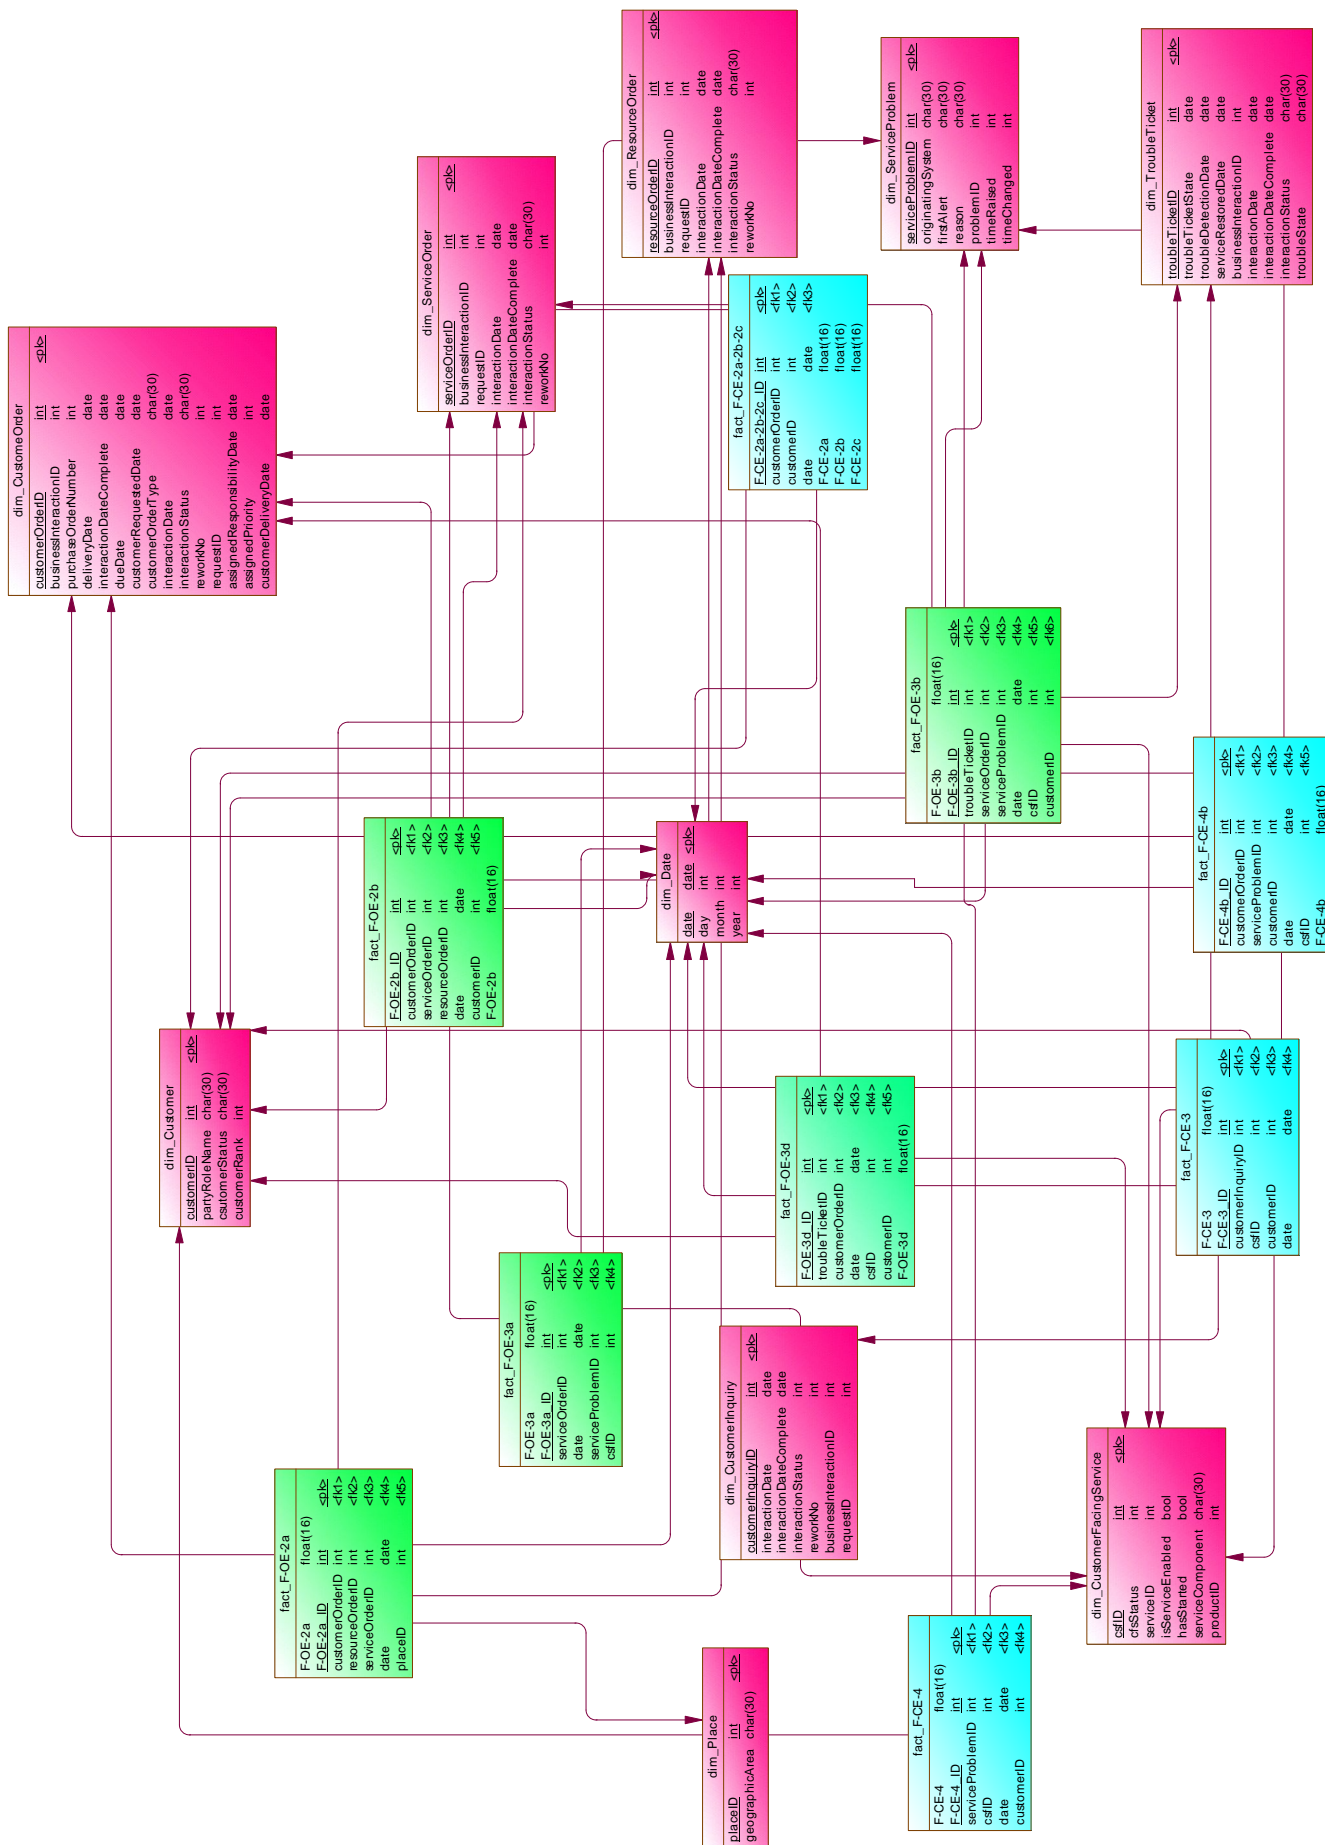 dim_CustomeOrder
customerOrderID int <pk>
businessInteractionID int
purchaseOrderNumber int
deliveryDate date
interactionDateComplete date
dueDate date
customerRequestedDate date
customerOrderType char(30)
interactionDate date
interactionStatus char(30)
reworkNo int
requestID int
assignedResponsibilityDate date
assignedPriority int
customerDeliveryDate date
dim_Customer
customerID int <pk>
partyRoleName char(30)
csutomerStatus char(30)
customerRank int
fact_F-OE-2a
F-OE-2a float(16)
F-OE-2a_ID int <pk>
customerOrderID int <fk1>
resourceOrderID int <fk2>
serviceOrderID int <fk3>
date date <fk4>
placeID int <fk5>
fact_F-OE-2b
F-OE-2b_ID int <pk>
customerOrderID int <fk1>
serviceOrderID int <fk2>
resourceOrderID int <fk3>
date date <fk4>
customerID int <fk5>
F-OE-2b float(16)
dim_ServiceOrder
serviceOrderID int <pk>
businessInteractionID int
requestID int
interactionDate date
interactionDateComplete date
interactionStatus char(30)
reworkNo int
fact_F-OE-3a
F-OE-3a float(16)
F-OE-3a_ID int <pk>
serviceOrderID int <fk1>
date date <fk2>
serviceProblemID int <fk3>
csfID int <fk4>
dim_ResourceOrder
resourceOrderID int <pk>
businessInteractionID int
requestID int
interactionDate date
interactionDateComplete date
interactionStatus char(30)
reworkNo int
dim_Date
date date <pk>
day int
month int
year int
dim_Place
placeID int <pk>
geographicArea char(30)
dim_CustomerInquiry
customerInquiryID int <pk>
interactionDate date
interactionDateComplete date
interactionStatus int
reworkNo int
businessInteractionID int
requestID int
fact_F-CE-2a-2b-2c
F-CE-2a-2b-2c_ID int <pk>
customerOrderID int <fk1>
customerID int <fk2>
date date <fk3>
F-CE-2a float(16)
F-CE-2b float(16)
F-CE-2c float(16)
fact_F-OE-3d
F-OE-3d_ID int <pk>
troubleTicketID int <fk1>
customerOrderID int <fk2>
date date <fk3>
csfID int <fk4>
customerID int <fk5>
F-OE-3d float(16)
dim_ServiceProblem
serviceProblemID int <pk>
originatingSystem char(30)
firstAlert char(30)
reason char(30)
problemID int
timeRaised int
timeChanged int
fact_F-OE-3b
F-OE-3b float(16)
F-OE-3b_ID int <pk>
troubleTicketID int <fk1>
serviceOrderID int <fk2>
serviceProblemID int <fk3>
date date <fk4>
csfID int <fk5>
customerID int <fk6>
fact_F-CE-4
F-CE-4 float(16)
F-CE-4_ID int <pk>
serviceProblemID int <fk1>
csfID int <fk2>
date date <fk3>
customerID int <fk4>
dim_CustomerFacingService
csfID int <pk>
cfsStatus int
serviceID int
isServiceEnabled bool
hasStarted bool
serviceComponent char(30)
productID int
dim_TroubleTicket
troubleTicketID int <pk>
troubleTicketState date
troubleDetectionDate date
serviceRestoredDate date
businessInteractionID int
interactionDate date
interactionDateComplete date
interactionStatus char(30)
troubleState char(30)
fact_F-CE-3
F-CE-3 float(16)
F-CE-3_ID int <pk>
customerInquiryID int <fk1>
csfID int <fk2>
customerID int <fk3>
date date <fk4>
fact_F-CE-4b
F-CE-4b_ID int <pk>
customerOrderID int <fk1>
serviceProblemID int <fk2>
customerID int <fk3>
date date <fk4>
csfID int <fk5>
F-CE-4b float(16)